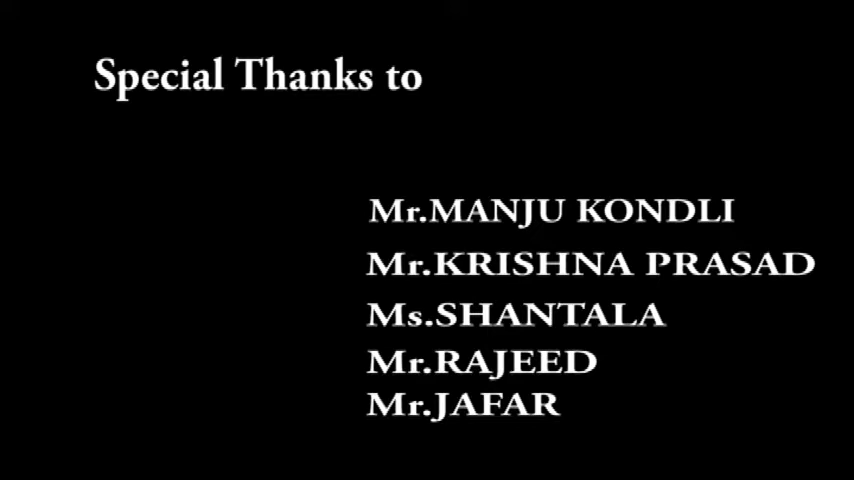 Special Thanks to
Mr.MANJU KONDLI
Mr.KRISHNA PRASAD
Ms.SHANTALA
Mr.RAJEED
Mr.JAFAR